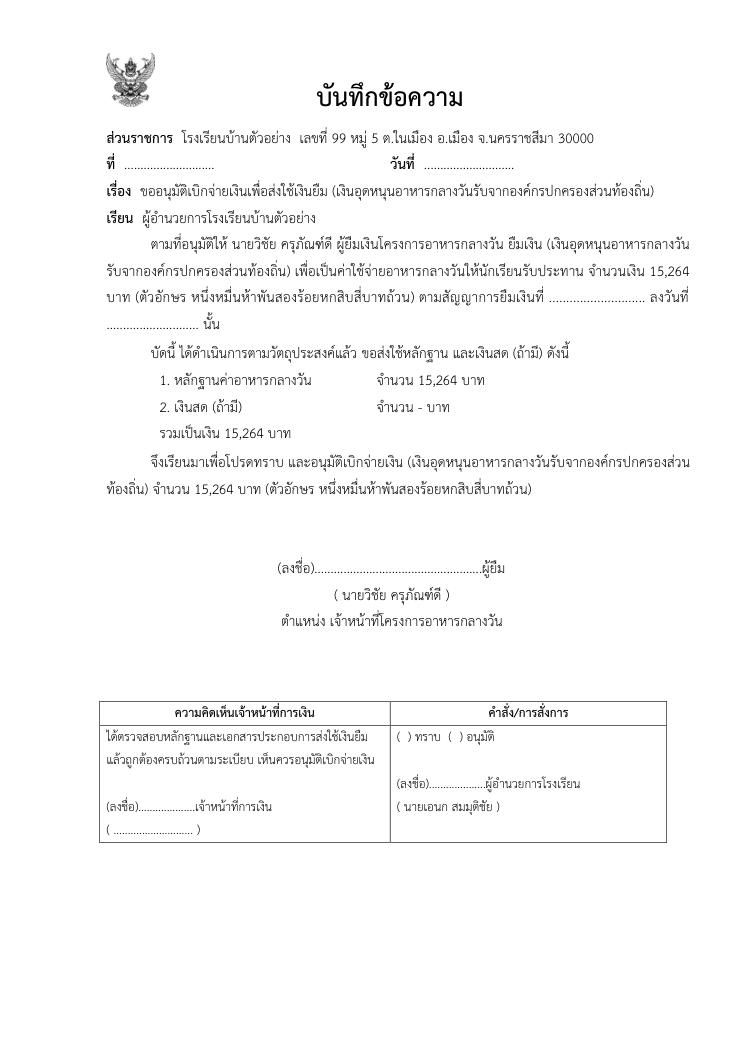 บันทึกข้อความ
ส่วนราชการ โรงเรียนบ้านตัวอย่าง เลขที่ 99 หมู่ 5 ต.ในเมือง อ.เมือง จ.นครราชสีมา 30000
ที่ ............................ วันที่ ............................
เรื่อง ขออนุมัติเบิกจ่ายเงินเพื่อส่งใช้เงินยืม (เงินอุดหนุนอาหารกลางวันรับจากองค์กรปกครองส่วนท้องถิ่น)
เรียน ผู้อำนวยการโรงเรียนบ้านตัวอย่าง
ตามที่อนุมัติให้ นายวิชัย ครุภัณฑ์ดี ผู้ยืมเงินโครงการอาหารกลางวัน ยืมเงิน (เงินอุดหนุนอาหารกลางวัน
รับจากองค์กรปกครองส่วนท้องถิ่น) เพื่อเป็นค่าใช้จ่ายอาหารกลางวันให้นักเรียนรับประทาน จำนวนเงิน 15,264
บาท (ตัวอักษร หนึ่งหมื่นห้าพันสองร้อยหกสิบสี่บาทถ้วน) ตามสัญญาการยืมเงินที่ ............................ ลงวันที่
............................ นั้น
บัดนี้ ได้ดำเนินการตามวัตถุประสงค์แล้ว ขอส่งใช้หลักฐาน และเงินสด (ถ้ามี) ดังนี้
1. หลักฐานค่าอาหารกลางวัน จำนวน 15,264 บาท
2. เงินสด (ถ้ามี) จำนวน - บาท
รวมเป็นเงิน 15,264 บาท
จึงเรียนมาเพื่อโปรดทราบ และอนุมัติเบิกจ่ายเงิน (เงินอุดหนุนอาหารกลางวันรับจากองค์กรปกครองส่วน
ท้องถิ่น) จำนวน 15,264 บาท (ตัวอักษร หนึ่งหมื่นห้าพันสองร้อยหกสิบสี่บาทถ้วน)
(ลงชื่อ)....................................................ผู้ยืม
( นายวิชัย ครุภัณฑ์ดี )
ตำแหน่ง เจ้าหน้าที่โครงการอาหารกลางวัน
ความคิดเห็นเจ้าหน้าที่การเงิน
ได้ตรวจสอบหลักฐานและเอกสารประกอบการส่งใช้เงินยืม
แล้วถูกต้องครบถ้วนตามระเบียบ เห็นควรอนุมัติเบิกจ่ายเงิน
(ลงชื่อ)....................เจ้าหน้าที่การเงิน
( ............................ )
คำสั่ง/การสั่งการ
( ) ทราบ ( ) อนุมัติ
(ลงชื่อ)....................ผู้อำนวยการโรงเรียน
( นายเอนก สมมุติชัย )